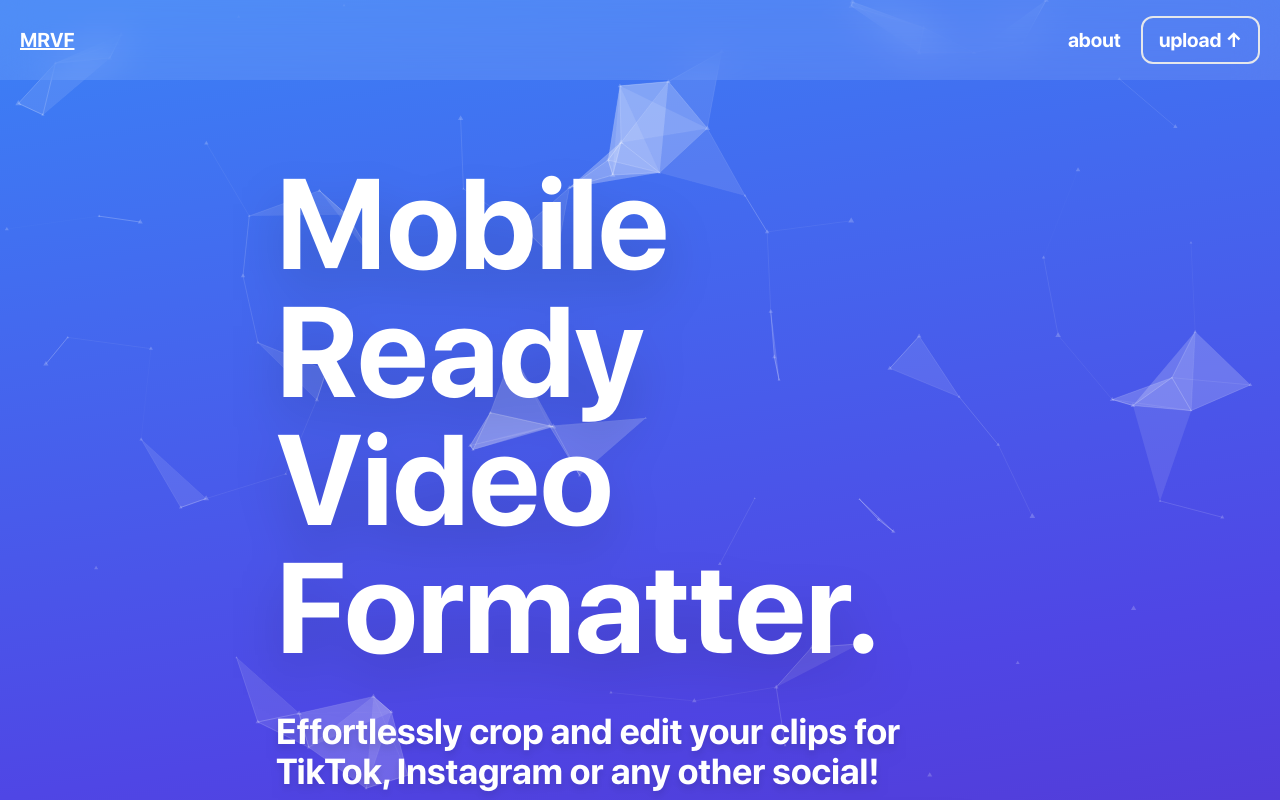 MRVF
about
upload ↑
Mobile
Ready
Video
Formatter.
Effortlessly crop and edit your clips for
TikTok, Instagram or any other social!